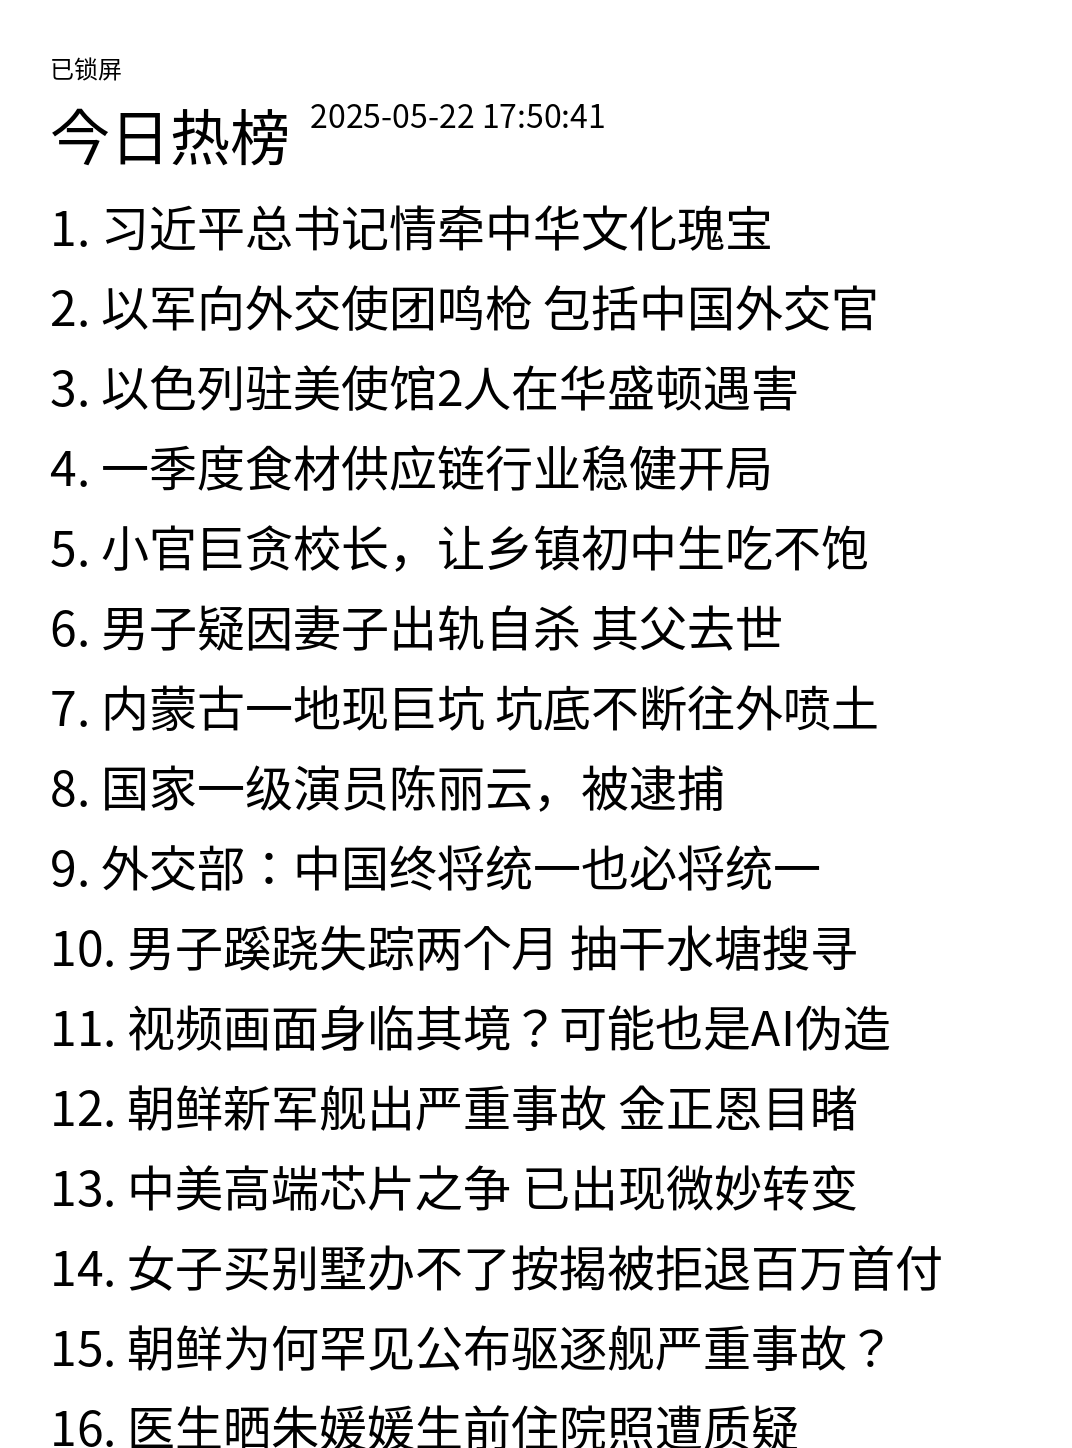 已锁屏
今日热榜 2025-05-22 17:50:41
1. 习近平总书记情牵中华文化瑰宝
2. 以军向外交使团鸣枪 包括中国外交官
3. 以色列驻美使馆2人在华盛顿遇害
4. 一季度食材供应链行业稳健开局
5. 小官巨贪校长，让乡镇初中生吃不饱
6. 男子疑因妻子出轨自杀 其父去世
7. 内蒙古一地现巨坑 坑底不断往外喷土
8. 国家一级演员陈丽云，被逮捕
9. 外交部：中国终将统一也必将统一
10. 男子蹊跷失踪两个月 抽干水塘搜寻
11. 视频画面身临其境？可能也是AI伪造
12. 朝鲜新军舰出严重事故 金正恩目睹
13. 中美高端芯片之争 已出现微妙转变
14. 女子买别墅办不了按揭被拒退百万首付
15. 朝鲜为何罕见公布驱逐舰严重事故？
16. 医生晒朱媛媛生前住院照遭质疑